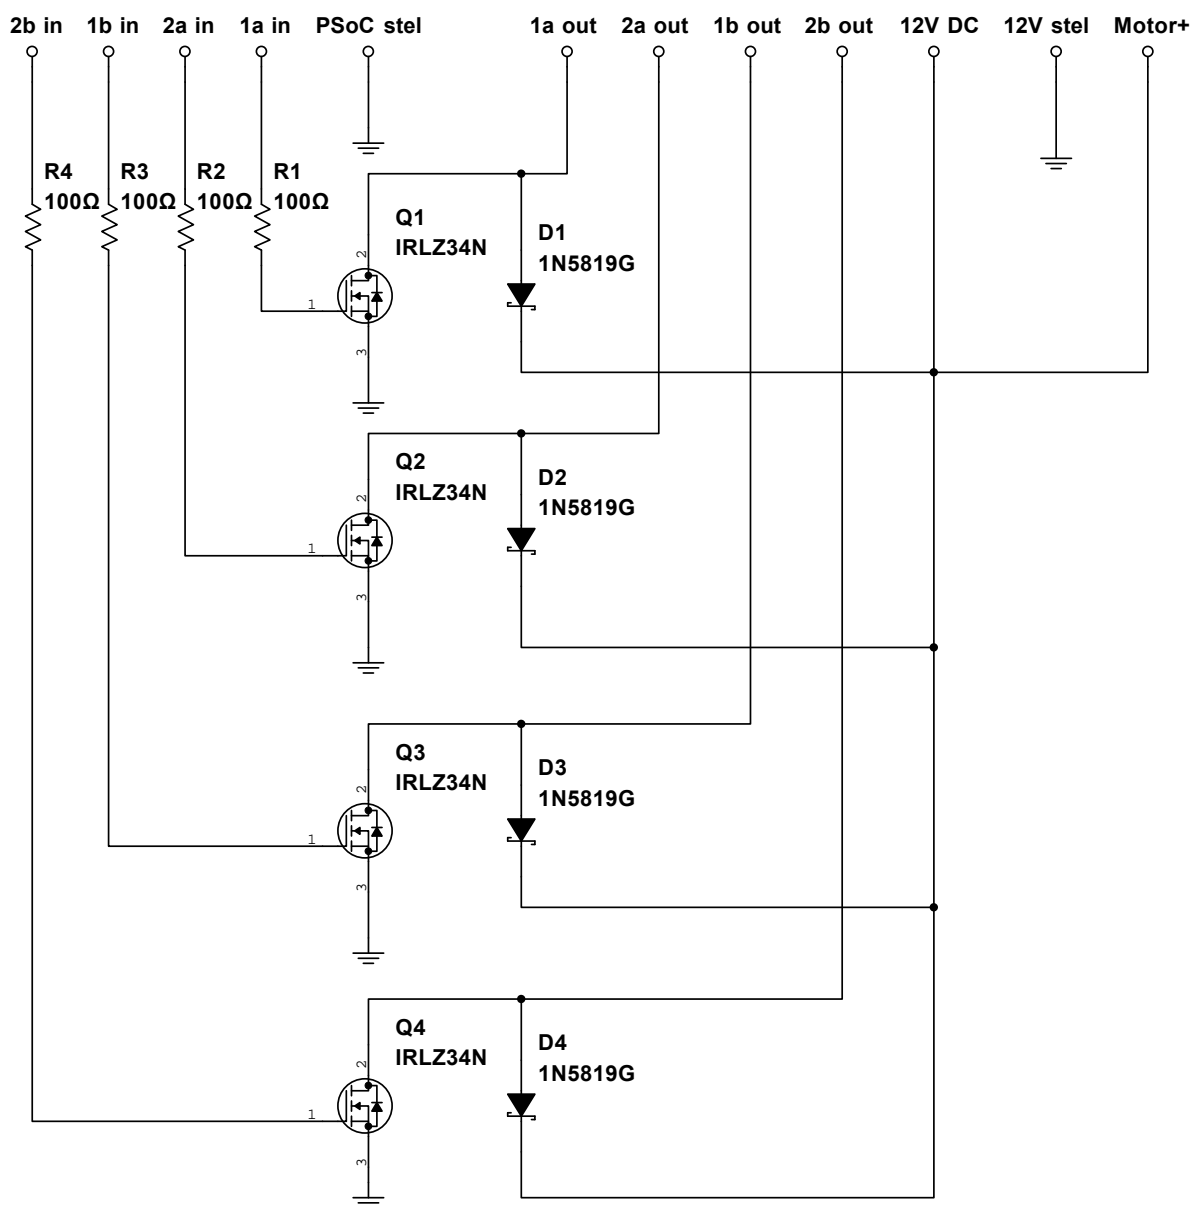 2b in 1b in 2a in 1a in PSoC stel 1a out 2a out 1b out 2b out 12V DC 12V stel Motor+
R4 R3 R2 R1
100Ω 100Ω 100Ω 100Ω
Q1
IRLZ34N
D1
1N5819G
2
1
3
Q2
IRLZ34N
D2
1N5819G
2
1
3
Q3
IRLZ34N
D3
1N5819G
2
1
3
Q4
IRLZ34N
D4
1N5819G
2
1
3